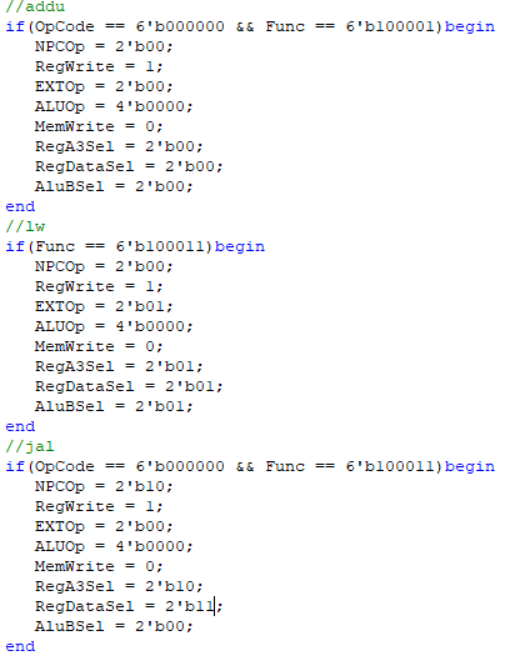 //addu
if(OpCode == 6'b000000 && Func == 6'b100001)begin
NPCOp = 2'b00;
RegWrite = 1;
EXTOp = 2'b00;
ALUOp = 4'b0000;
MemWrite = 0;
RegA3Sel = 2'b00;
RegDataSel = 2'b00;
AluBSel = 2'b00;
end
//lw
if(Func == 6'b100011)begin
NPCOp = 2'b00;
RegWrite = 1;
EXTOp = 2'b01;
ALUOp = 4'b0000;
MemWrite = 0;
RegA3Sel = 2'b01;
RegDataSel = 2'b01;
AluBSel = 2'b01;
end
//jal
if(OpCode == 6'b000000 && Func == 6'b100011)begin
NPCOp = 2'b10;
RegWrite = 1;
EXTOp = 2'b00;
ALUOp = 4'b0000;
MemWrite = 0;
RegA3Sel = 2'b10;
RegDataSel = 2'b11;
AluBSel = 2'b00;
end